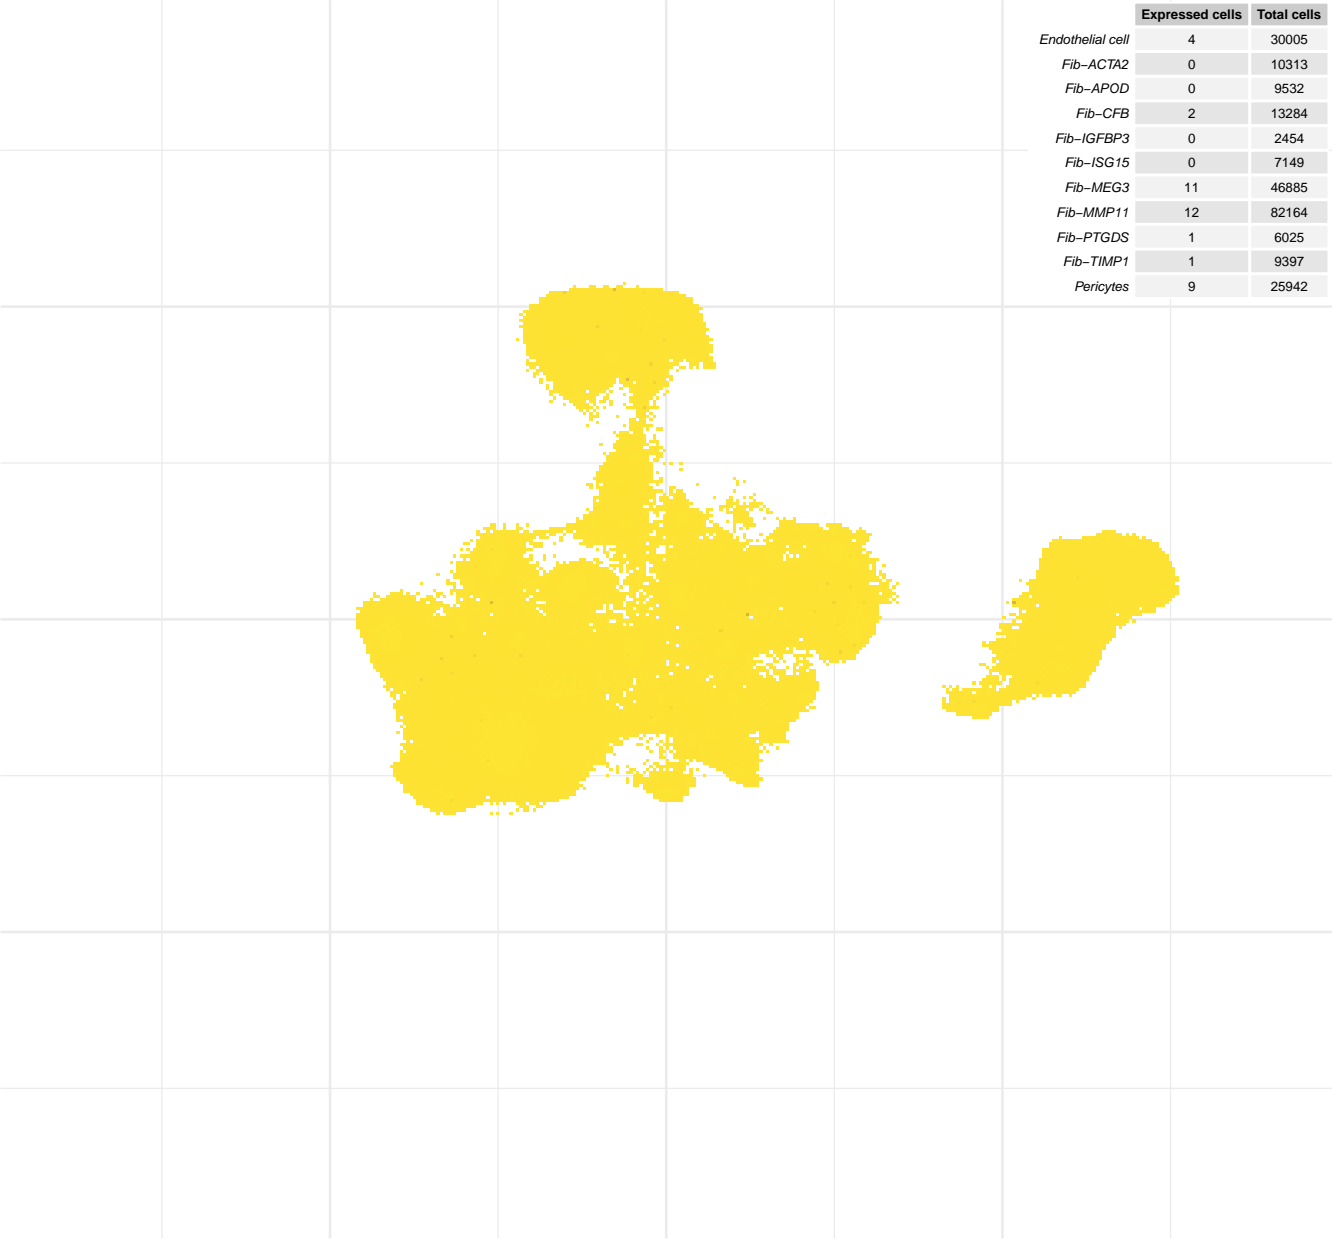 Expressed cells Total cells
Endothelial cell 4 30005
Fib−ACTA2 0 10313
Fib−APOD 0 9532
Fib−CFB 2 13284
Fib−IGFBP3 0 2454
Fib−ISG15 0 7149
Fib−MEG3 11 46885
Fib−MMP11 12 82164
Fib−PTGDS 1 6025
Fib−TIMP1 1 9397
Pericytes 9 25942